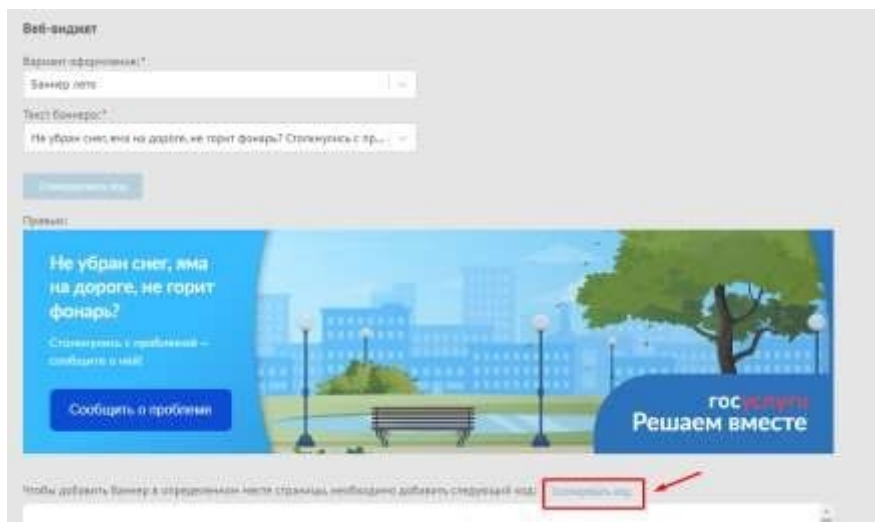 Веб-виджет
Вариант оформления:*
Баннер лето
Текст баннера:*
Не убран снег, яма на дороге, не горит фонарь? Столкнулись с пр...
Превью:
Не убран снег, яма
на дороге, не горит
фонарь?
Столкнулись с проблемой —
сообщите о ней!
Сообщить о проблеме
госуслуги
Решаем вместе
Чтобы добавить баннер в определенном месте страницы, необходимо добавить следующий код: Скопировать код